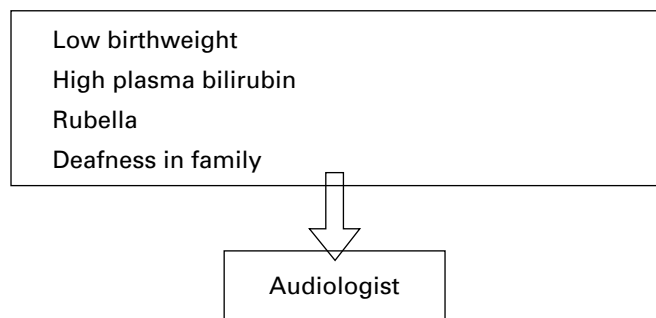 Low birthweight
High plasma bilirubin
Rubella
Deafness in family
Audiologist